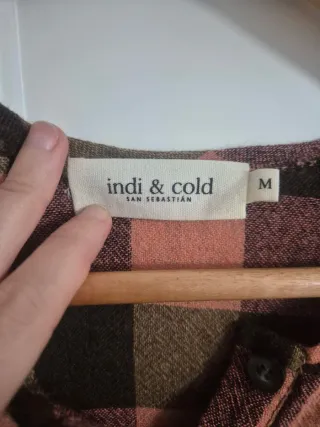 indi & cold
SAN SEBASTIÁN
M